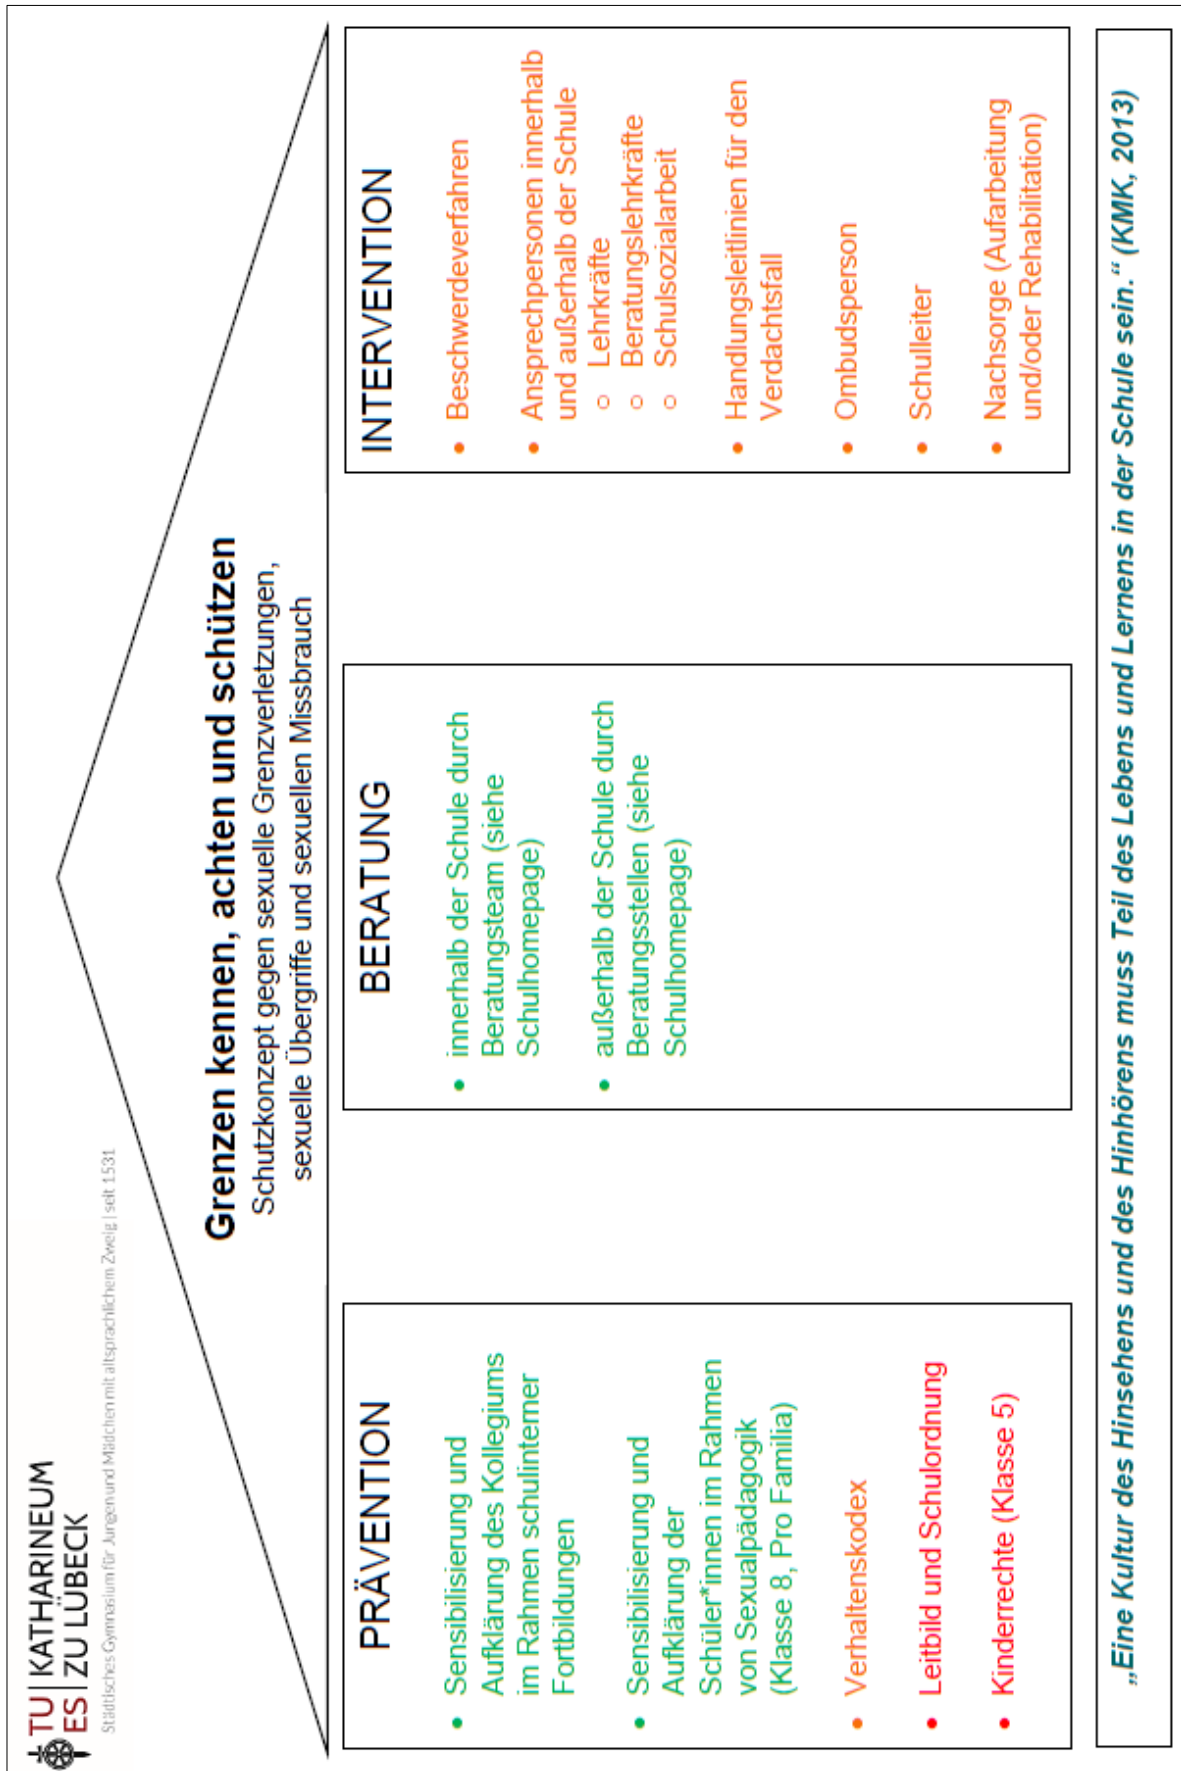 TU | KATHARINEUM
ES | ZU LÜBECK
Städtisches Gymnasium für Jungen und Mädchen mit altsprachlichem Zweig | seit 1531
Grenzen kennen, achten und schützen
Schutzkonzept gegen sexuelle Grenzverletzungen,
sexuelle Übergriffe und sexuellen Missbrauch
PRÄVENTION
• Sensibilisierung und
Aufklärung des Kollegiums
im Rahmen schulinterner
Fortbildungen
• Sensibilisierung und
Aufklärung der
Schüler*innen im Rahmen
von Sexualpädagogik
(Klasse 8, Pro Familia)
• Verhaltenskodex
• Leitbild und Schulordnung
• Kinderrechte (Klasse 5)
BERATUNG
• innerhalb der Schule durch
Beratungsteam (siehe
Schulhomepage)
• außerhalb der Schule durch
Beratungsstellen (siehe
Schulhomepage)
INTERVENTION
• Beschwerdeverfahren
• Ansprechpersonen innerhalb
und außerhalb der Schule
○ Lehrkräfte
○ Beratungslehrkräfte
○ Schulsozialarbeit
• Handlungsleitlinien für den
Verdachtsfall
• Ombudsperson
• Schulleiter
• Nachsorge (Aufarbeitung
und/oder Rehabilitation)
„Eine Kultur des Hinsehens und des Hinhörens muss Teil des Lebens und Lernens in der Schule sein.“ (KMK, 2013)